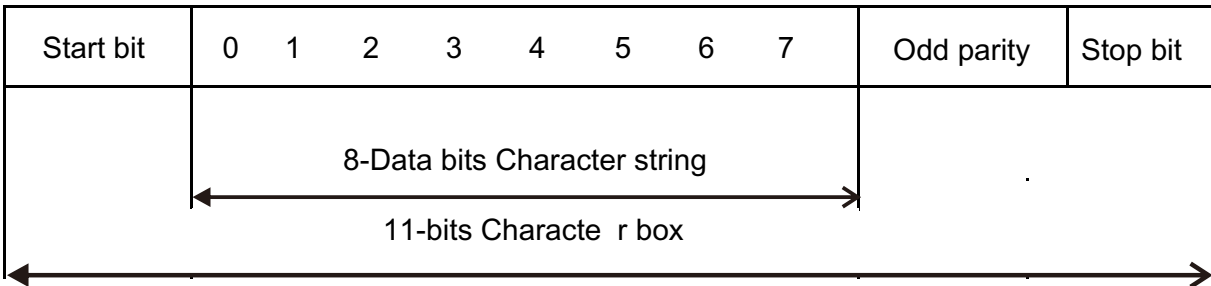 Start bit 0 1 2 3 4 5 6 7 Odd parity Stop bit
8-Data bits Character string
11-bits Characte r box